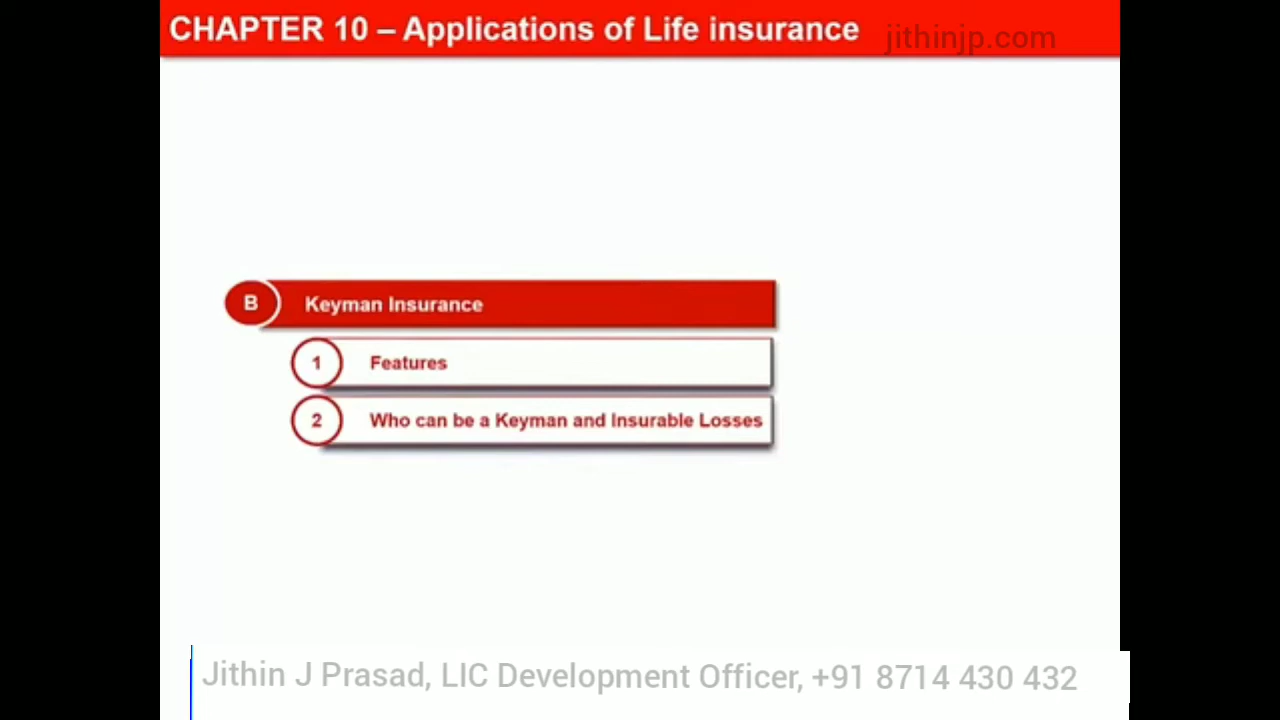 CHAPTER 10 – Applications of Life insurance
jithinjp.com
B Keyman Insurance
1 Features
2 Who can be a Keyman and Insurable Losses
Jithin J Prasad, LIC Development Officer, +91 8714 430 432